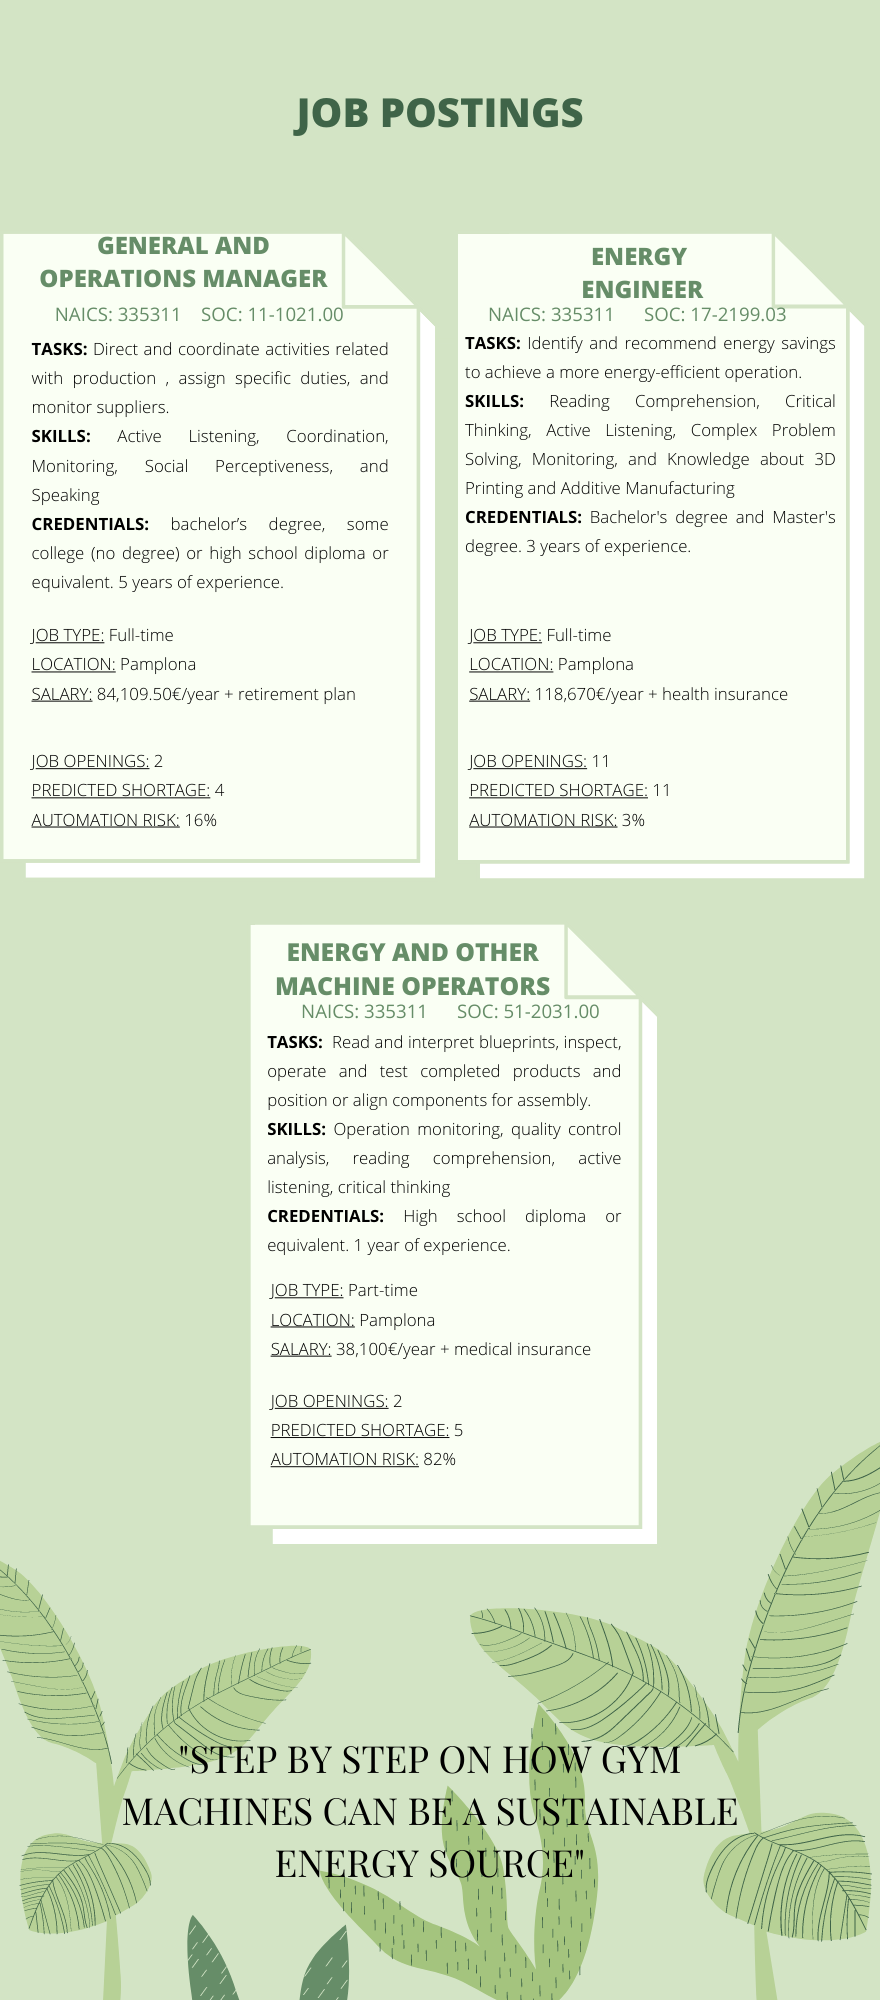 JOB POSTINGS
GENERAL AND
OPERATIONS MANAGER
NAICS: 335311 SOC: 11-1021.00
TASKS: Direct and coordinate activities related
with production , assign specific duties, and
monitor suppliers.
SKILLS: Active Listening, Coordination,
Monitoring, Social Perceptiveness, and
Speaking
CREDENTIALS: bachelor’s degree, some
college (no degree) or high school diploma or
equivalent. 5 years of experience.
JOB TYPE: Full-time
LOCATION: Pamplona
SALARY: 84,109.50€/year + retirement plan
JOB OPENINGS: 2
PREDICTED SHORTAGE: 4
AUTOMATION RISK: 16%
ENERGY
ENGINEER
NAICS: 335311 SOC: 17-2199.03
TASKS: Identify and recommend energy savings
to achieve a more energy-efficient operation.
SKILLS: Reading Comprehension, Critical
Thinking, Active Listening, Complex Problem
Solving, Monitoring, and Knowledge about 3D
Printing and Additive Manufacturing
CREDENTIALS: Bachelor's degree and Master's
degree. 3 years of experience.
JOB TYPE: Full-time
LOCATION: Pamplona
SALARY: 118,670€/year + health insurance
JOB OPENINGS: 11
PREDICTED SHORTAGE: 11
AUTOMATION RISK: 3%
ENERGY AND OTHER
MACHINE OPERATORS
NAICS: 335311 SOC: 51-2031.00
TASKS: Read and interpret blueprints, inspect,
operate and test completed products and
position or align components for assembly.
SKILLS: Operation monitoring, quality control
analysis, reading comprehension, active
listening, critical thinking
CREDENTIALS: High school diploma or
equivalent. 1 year of experience.
JOB TYPE: Part-time
LOCATION: Pamplona
SALARY: 38,100€/year + medical insurance
JOB OPENINGS: 2
PREDICTED SHORTAGE: 5
AUTOMATION RISK: 82%
"STEP BY STEP ON HOW GYM
MACHINES CAN BE A SUSTAINABLE
ENERGY SOURCE"